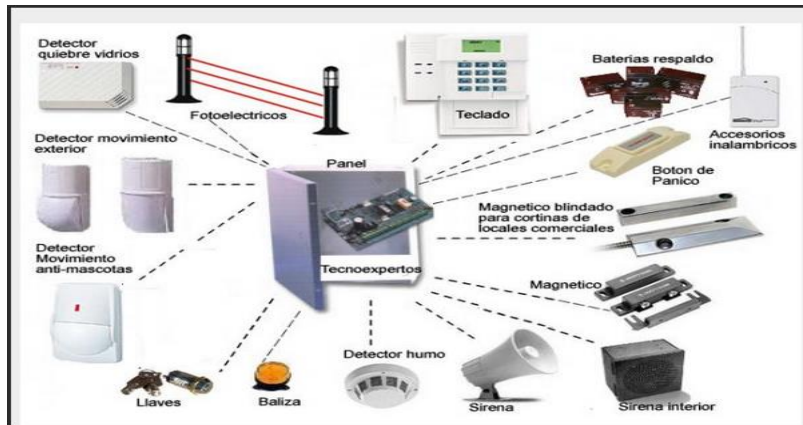 Detector
quiebre vidrios
Fotoelectricos
Teclado
Baterias respaldo
Accesorios
inalambricos
Detector movimiento
exterior
Panel
Boton de
Panico
Magnetico blindado
para cortinas de
locales comerciales
Detector
Movimiento
anti-mascotas
Tecnoexpertos
Magnetico
Llaves
Baliza
Detector humo
Sirena
Sirena interior